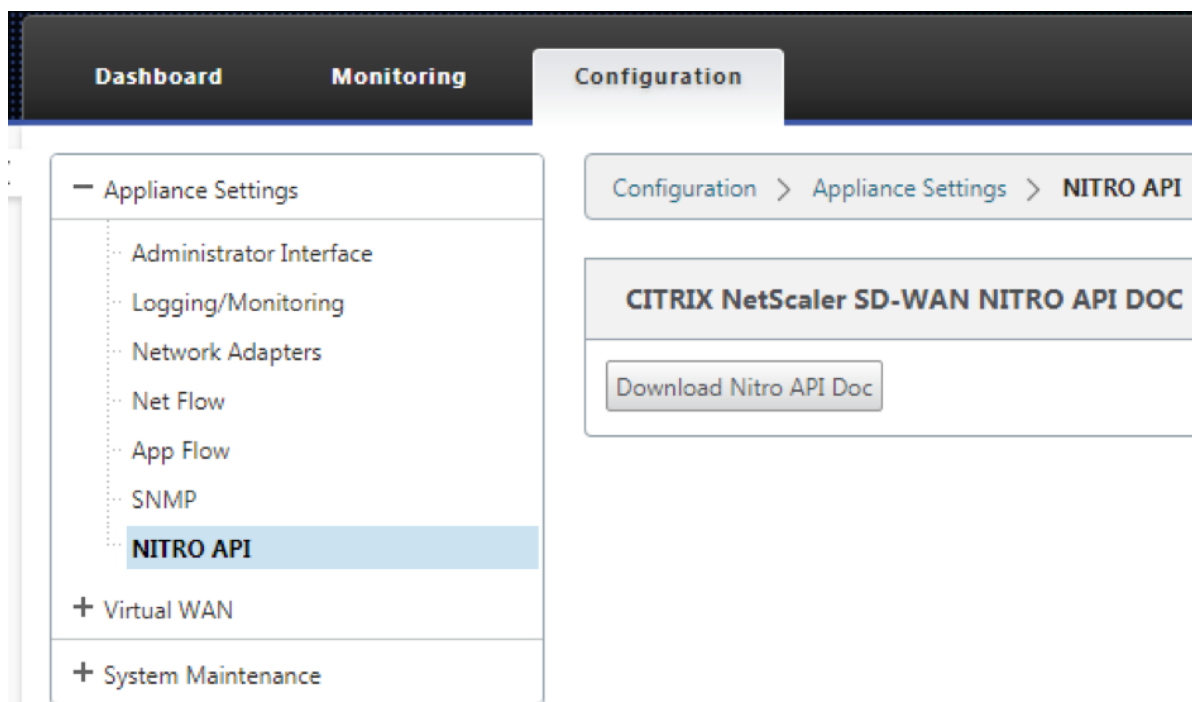 Dashboard Monitoring Configuration
Appliance Settings
Administrator Interface
Logging/Monitoring
Network Adapters
Net Flow
App Flow
SNMP
NITRO API
Virtual WAN
System Maintenance
Configuration > Appliance Settings > NITRO API
CITRIX NetScaler SD-WAN NITRO API DOC
Download Nitro API Doc